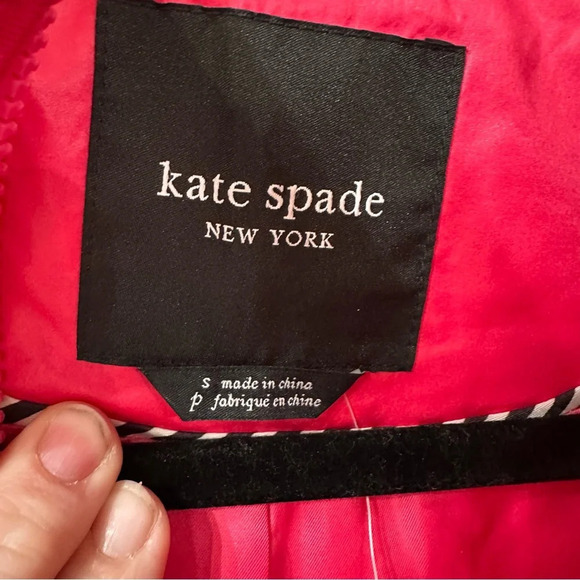 kate spade
NEW YORK
S made in china
P fabriqué en chine